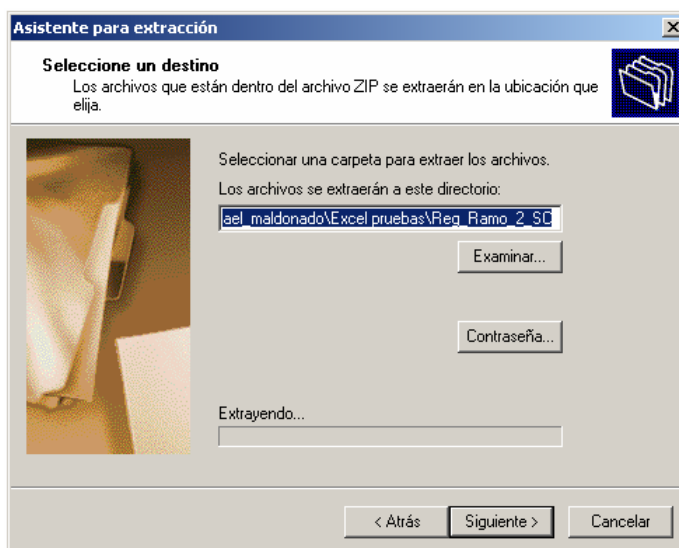 Asistente para extracción
Seleccione un destino
Los archivos que están dentro del archivo ZIP se extraerán en la ubicación que
elija.
Seleccionar una carpeta para extraer los archivos.
Los archivos se extraerán a este directorio:
ael_maldonado\Excel pruebas\Reg_Ramo_2_SC
Examinar...
Contraseña...
Extrayendo...
< Atrás
Siguiente >
Cancelar